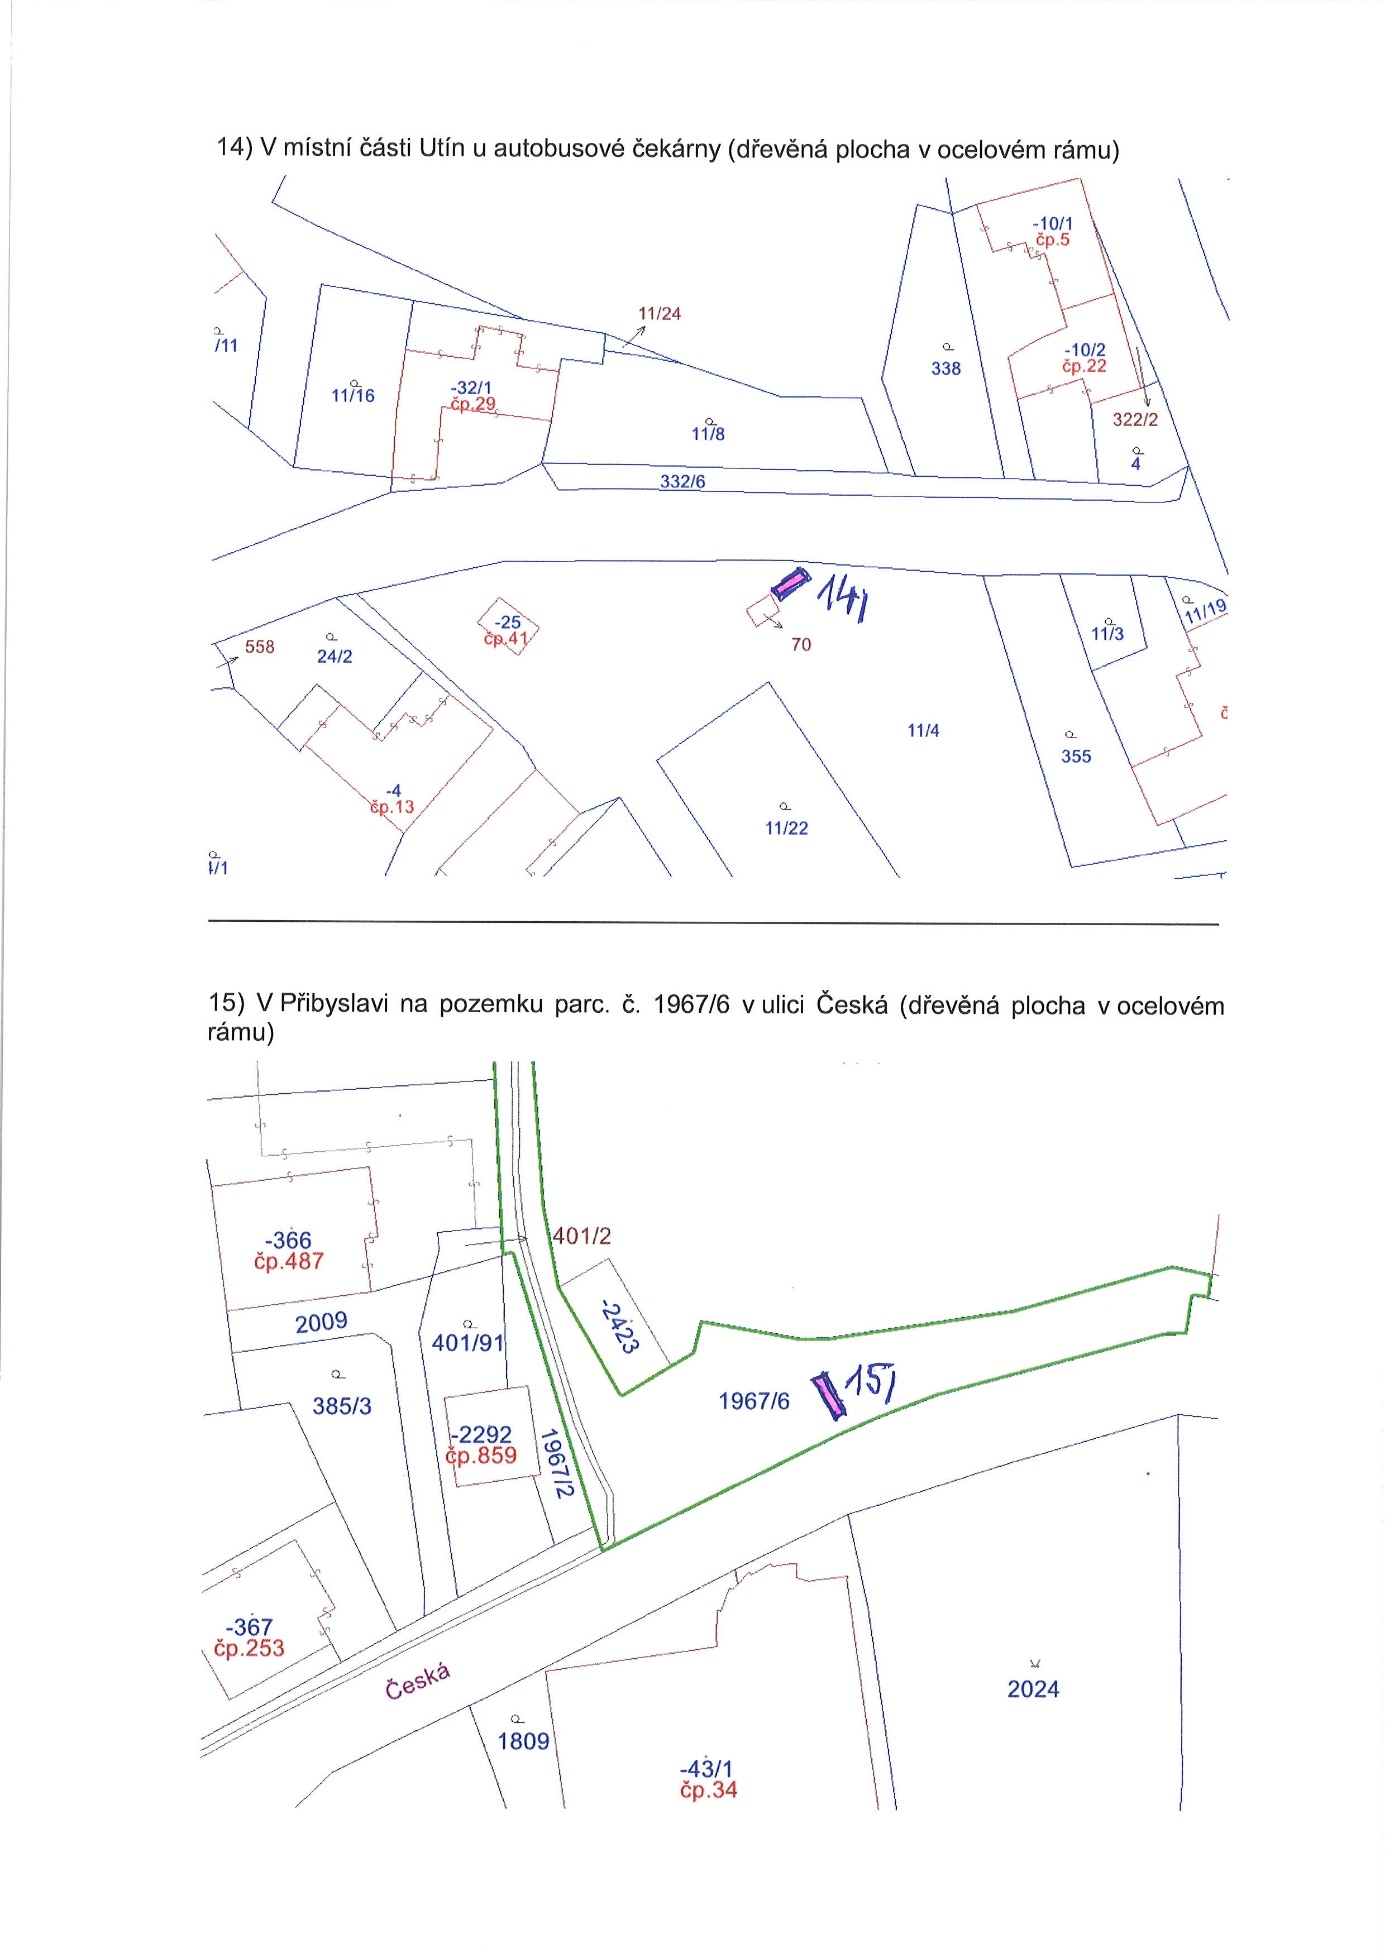 14) V místní části Utín u autobusové čekárny (dřevěná plocha v ocelovém rámu)
-10/1
čp.5
11/24
/11
338
-10/2
čp.22
11/16
-32/1
čp.29
322/2
11/8
4
332/6
14)
-25
čp.41
70
11/3
11/19
558
24/2
11/4
355
-4
čp.13
11/22
15) V Přibyslavi na pozemku parc. č. 1967/6 v ulici Česká (dřevěná plocha v ocelovém
rámu)
401/2
-366
čp.487
2009
-2423
401/91
15)
385/3
1967/6
-2292
čp.859
1967/2
-367
čp.253
Česká
2024
1809
-43/1
čp.34